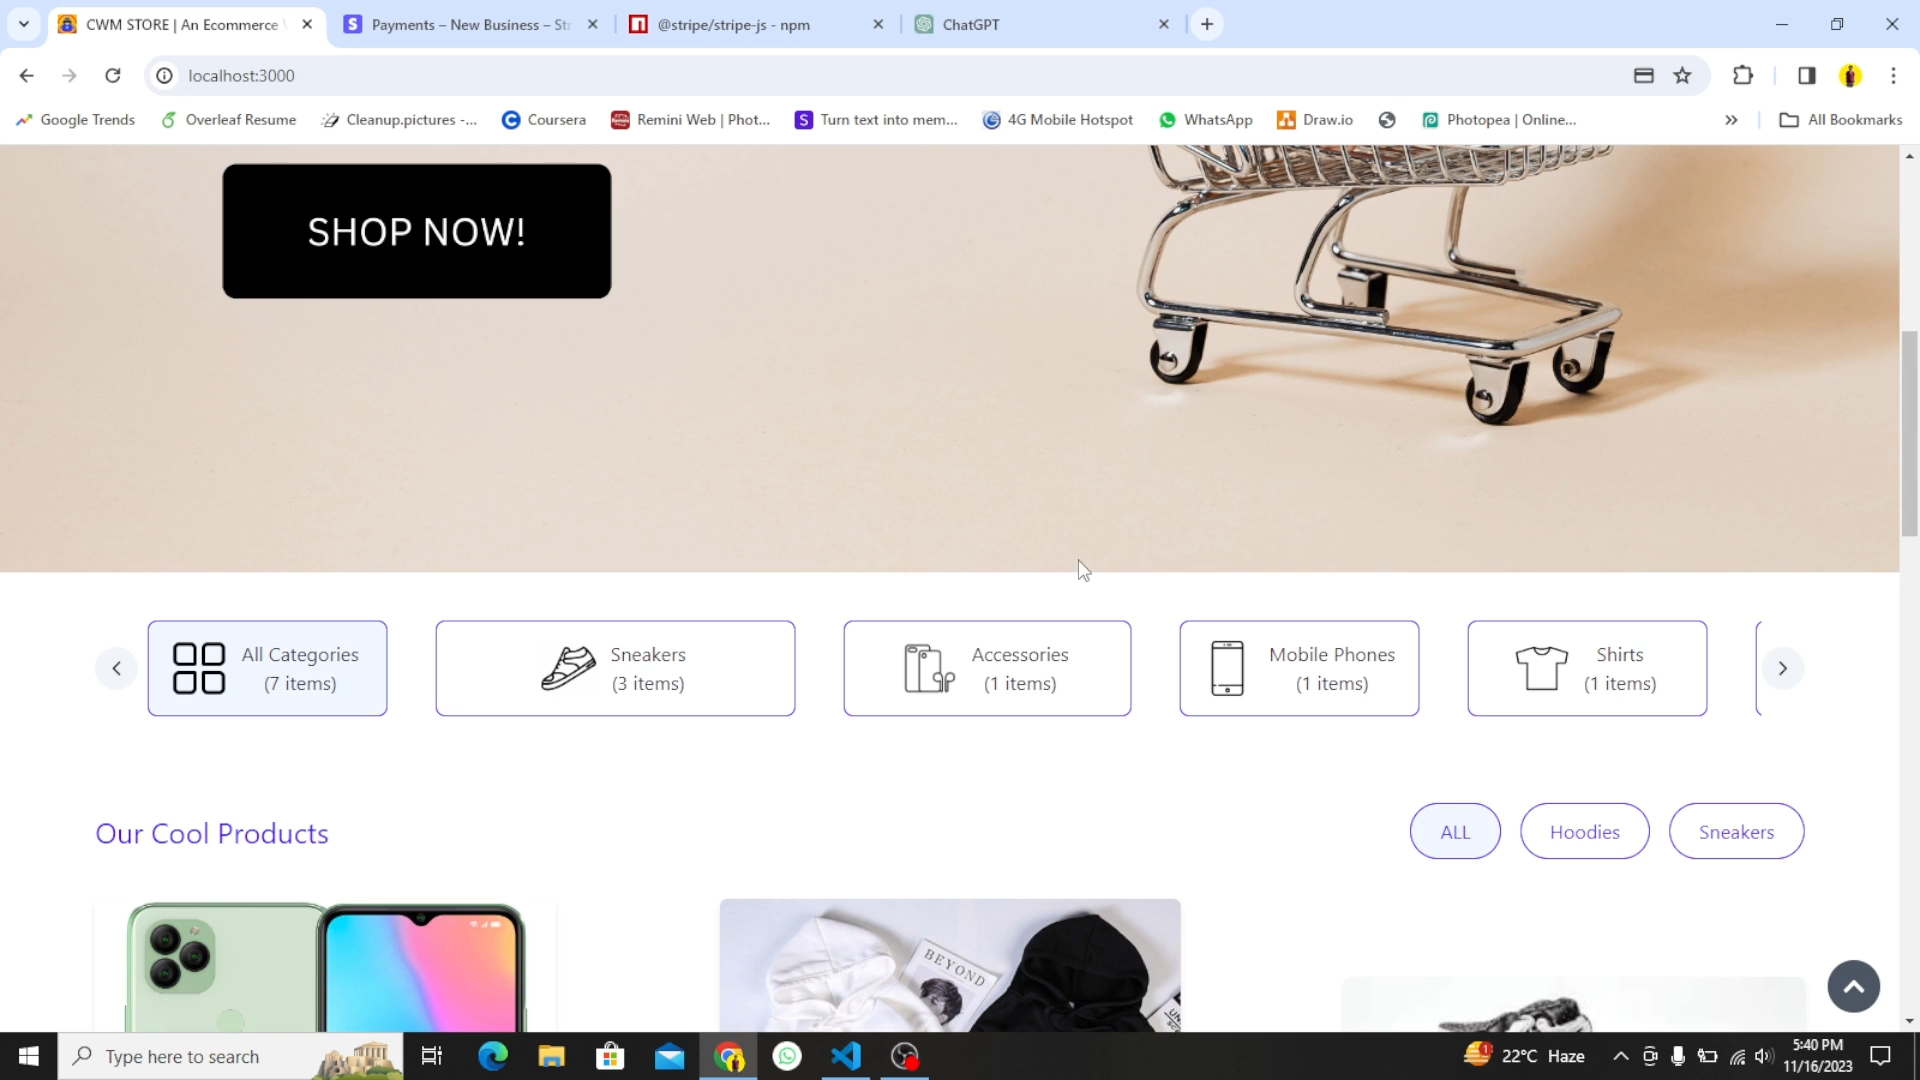 CWM STORE | An Ecommerce
Payments – New Business – Str
@stripe/stripe-js - npm
ChatGPT
localhost:3000
Google Trends
Overleaf Resume
Cleanup.pictures -...
Coursera
Remini Web | Phot...
Turn text into mem...
4G Mobile Hotspot
WhatsApp
Draw.io
Photopea | Online...
All Bookmarks
SHOP NOW!
All Categories
(7 items)
Sneakers
(3 items)
Accessories
(1 items)
Mobile Phones
(1 items)
Shirts
(1 items)
Our Cool Products
ALL
Hoodies
Sneakers
BEYOND
Type here to search
22°C Haze
5:40 PM
11/16/2023